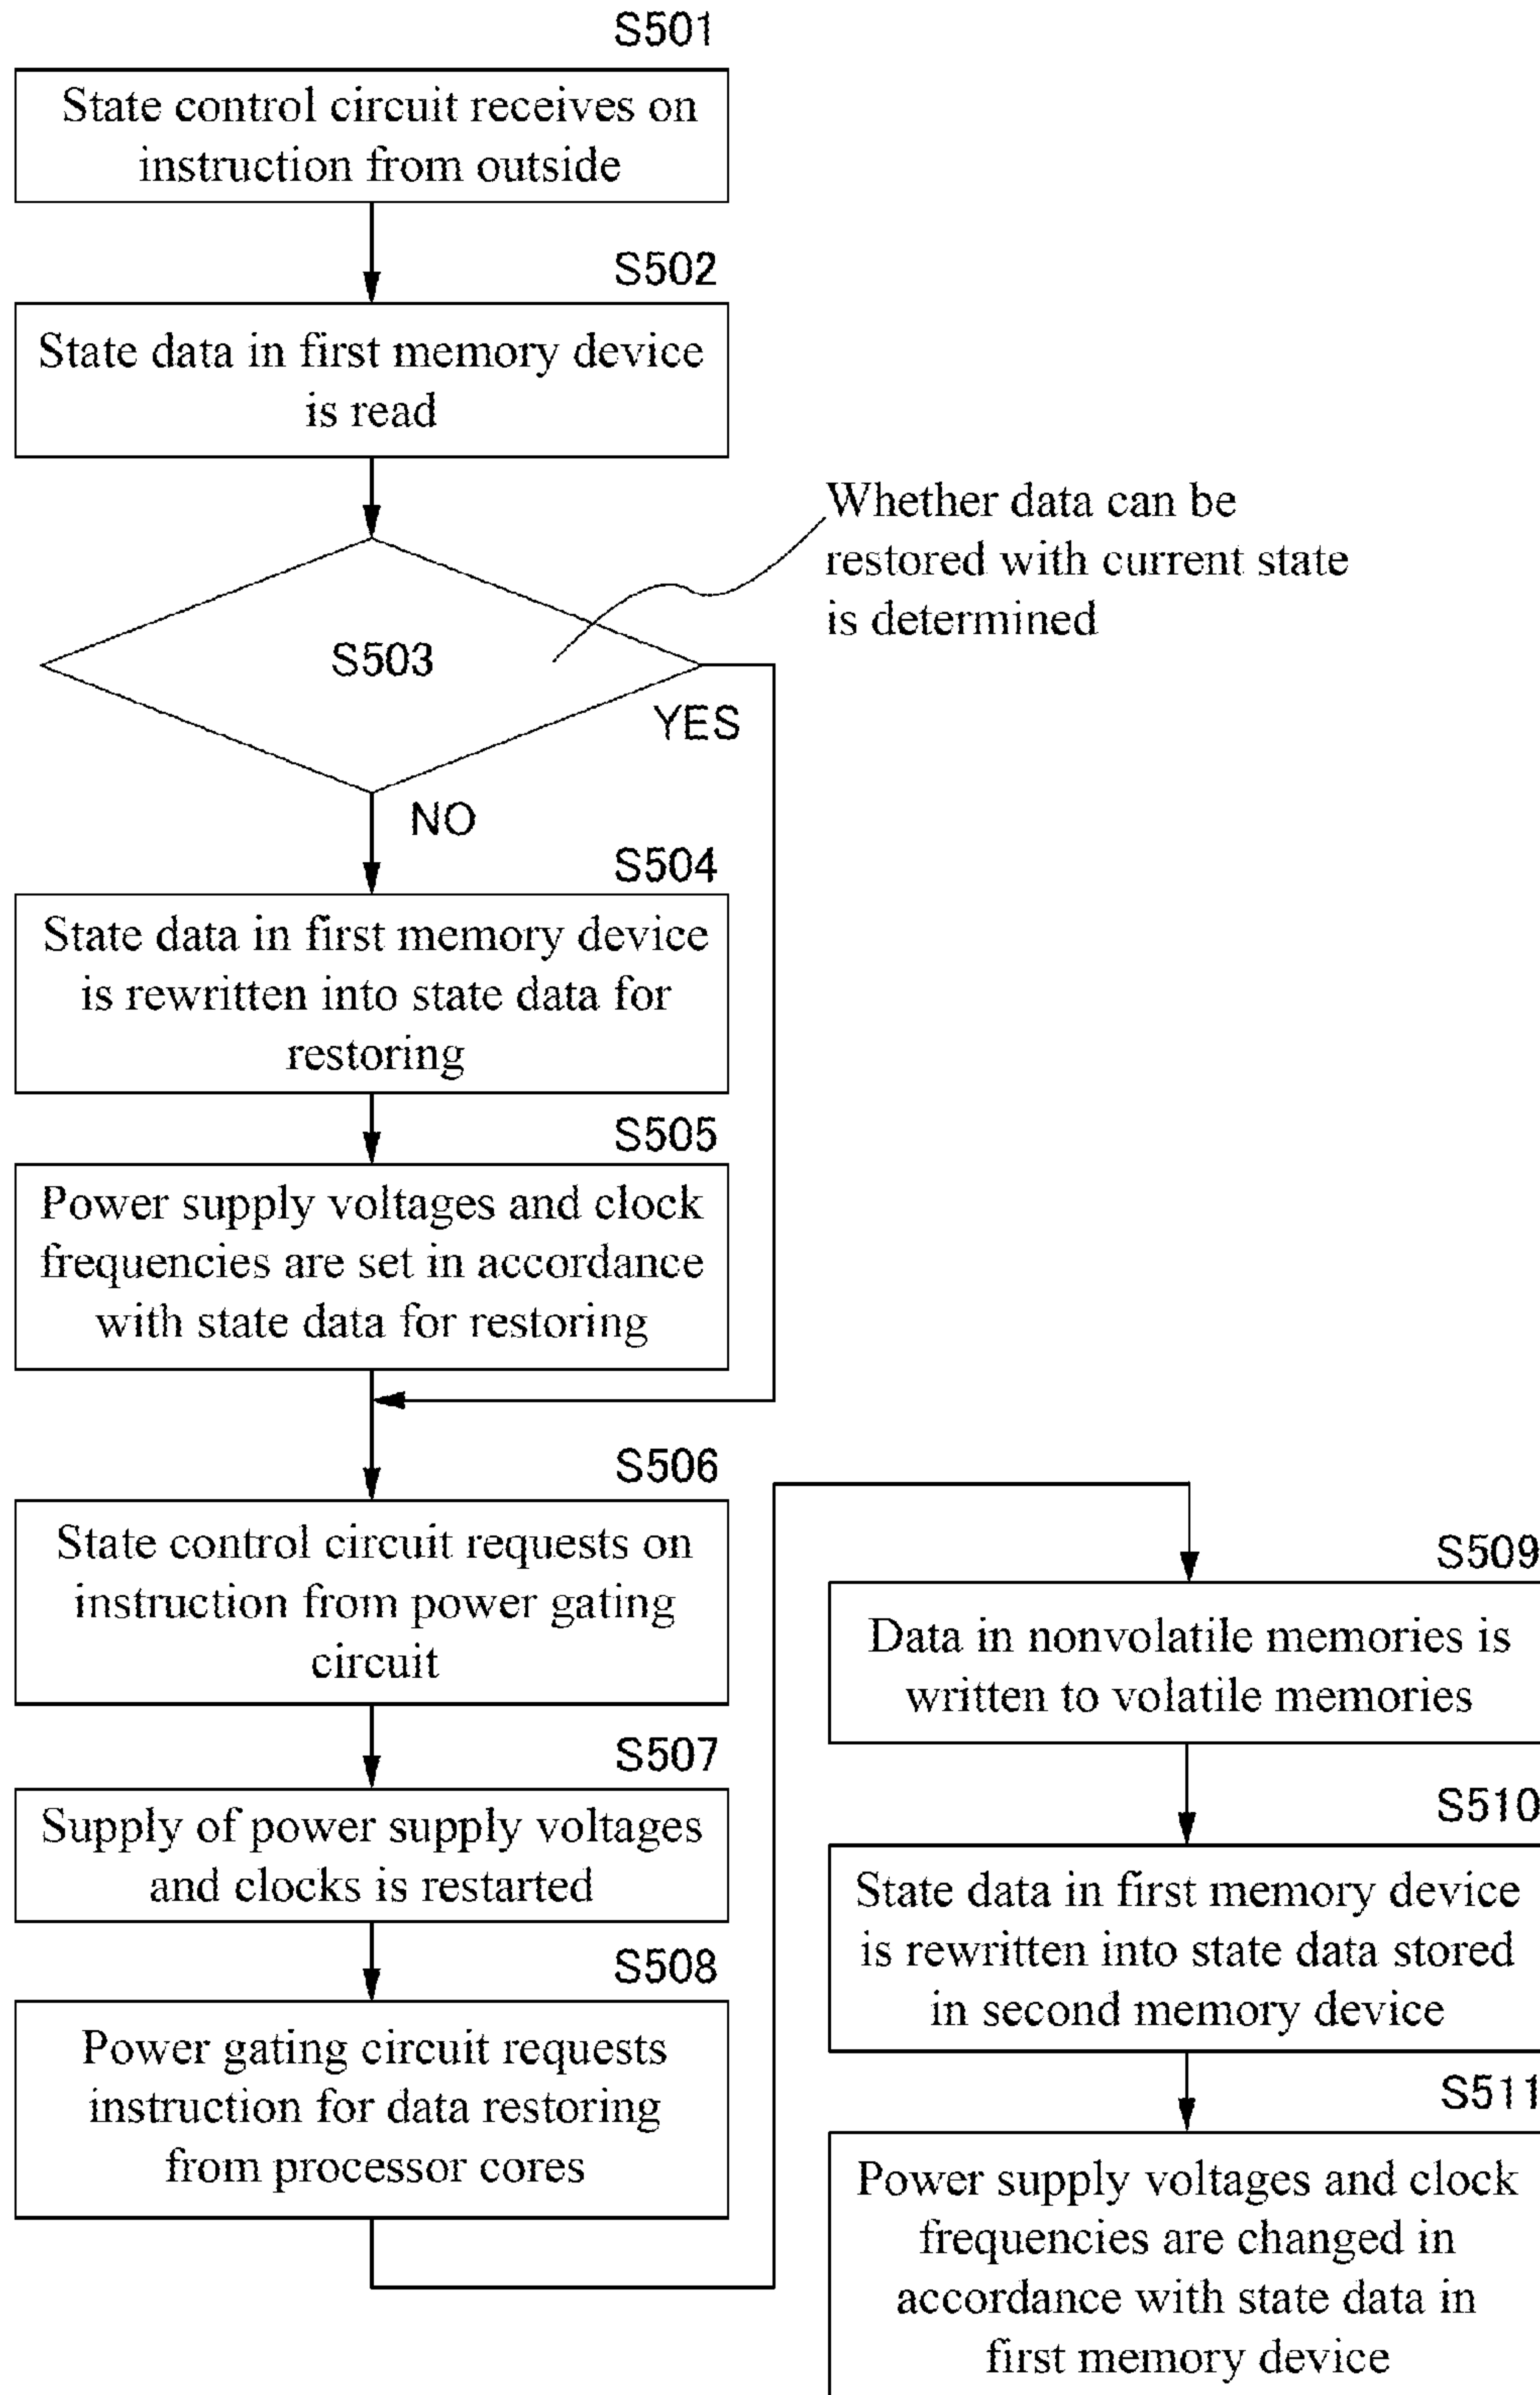 S501
State control circuit receives on
instruction from outside
S502
State data in first memory device
is read
Whether data can be
restored with current state
is determined
S503
YES
NO
S504
State data in first memory device
is rewritten into state data for
restoring
S505
Power supply voltages and clock
frequencies are set in accordance
with state data for restoring
S506
State control circuit requests on
instruction from power gating
circuit
S507
Supply of power supply voltages
and clocks is restarted
S508
Power gating circuit requests
instruction for data restoring
from processor cores
S509
Data in nonvolatile memories is
written to volatile memories
S510
State data in first memory device
is rewritten into state data stored
in second memory device
S511
Power supply voltages and clock
frequencies are changed in
accordance with state data in
first memory device